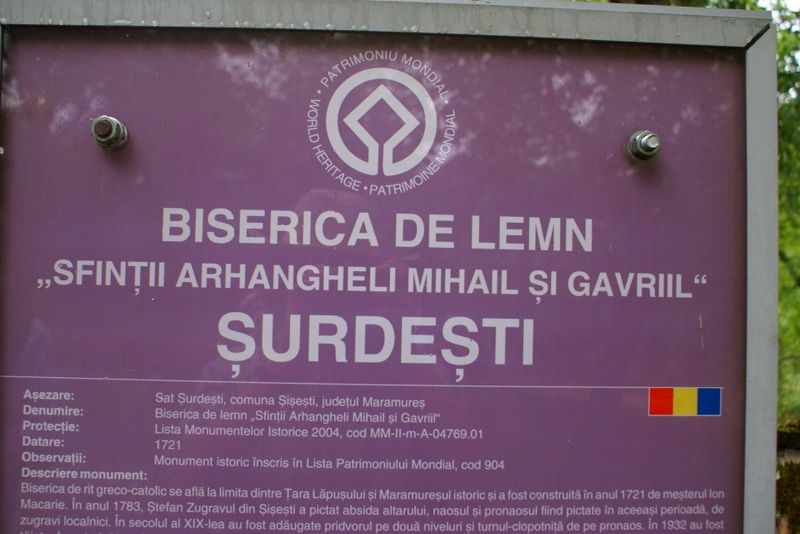 PATRIMONIU MONDIAL • WORLD HERITAGE • PATRIMOINE MONDIAL •
BISERICA DE LEMN
„SFINȚII ARHANGHELI MIHAIL ȘI GAVRIIL“
ȘURDEȘTI
Așezare: Sat Șurdești, comuna Șișești, județul Maramureș
Denumire: Biserica de lemn „Sfinții Arhangheli Mihail și Gavriil“
Protecție: Lista Monumentelor Istorice 2004, cod MM-II-m-A-04769.01
Datare: 1721
Observații: Monument istoric înscris în Lista Patrimoniului Mondial, cod 904
Descriere monument:
Biserica de rit greco-catolic se află la limita dintre Țara Lăpușului și Maramureșul istoric și a fost construită în anul 1721 de meșterul Ion
Macarie. În anul 1783, Ștefan Zugravul din Șișești a pictat absida altarului, naosul și pronaosul fiind pictate în aceeași perioadă, de
zugravi localnici. În secolul al XIX-lea au fost adăugate pridvorul pe două niveluri și turnul-clopotniță de pe pronaos. În 1932 au fost